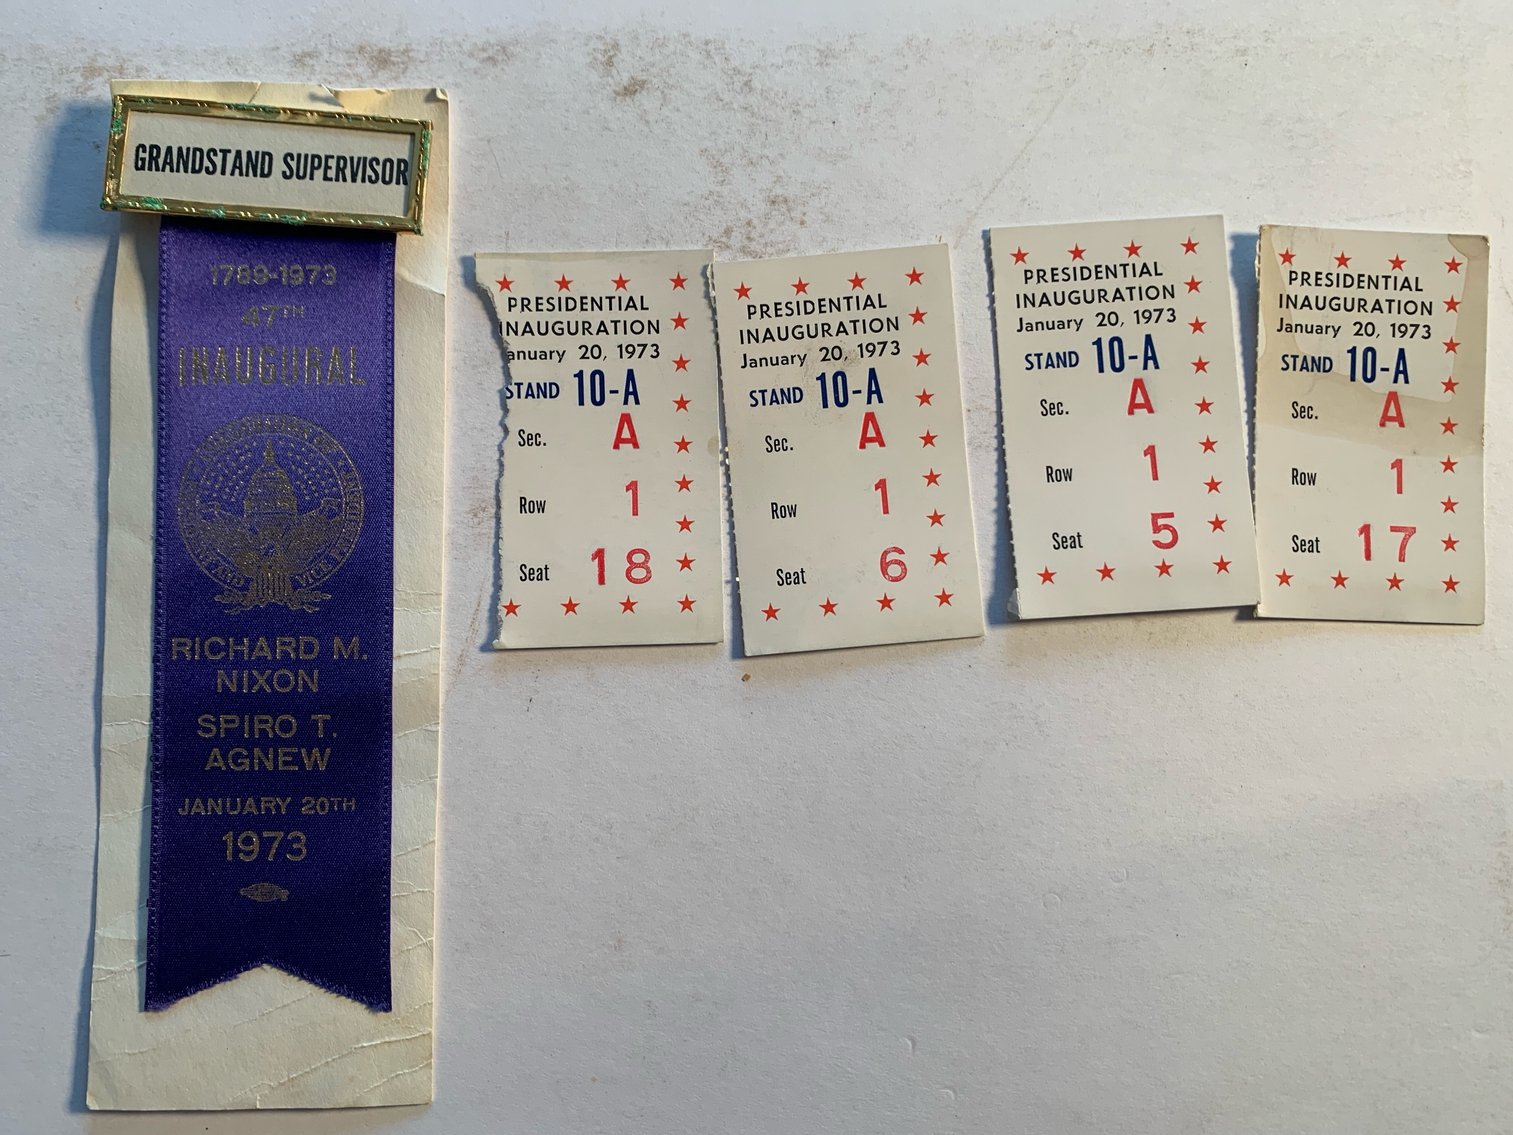 GRANDSTAND SUPERVISOR
1789-1973
47TH
INAUGURAL
RICHARD M.
NIXON
SPIRO T.
AGNEW
JANUARY 20TH
1973
PRESIDENTIAL
INAUGURATION
anuary 20, 1973
STAND 10-A
Sec. A
Row 1
Seat 18
PRESIDENTIAL
INAUGURATION
January 20, 1973
STAND 10-A
Sec. A
Row 1
Seat 6
PRESIDENTIAL
INAUGURATION
January 20, 1973
STAND 10-A
Sec. A
Row 1
Seat 5
PRESIDENTIAL
INAUGURATION
January 20, 1973
STAND 10-A
Sec. A
Row 1
Seat 17